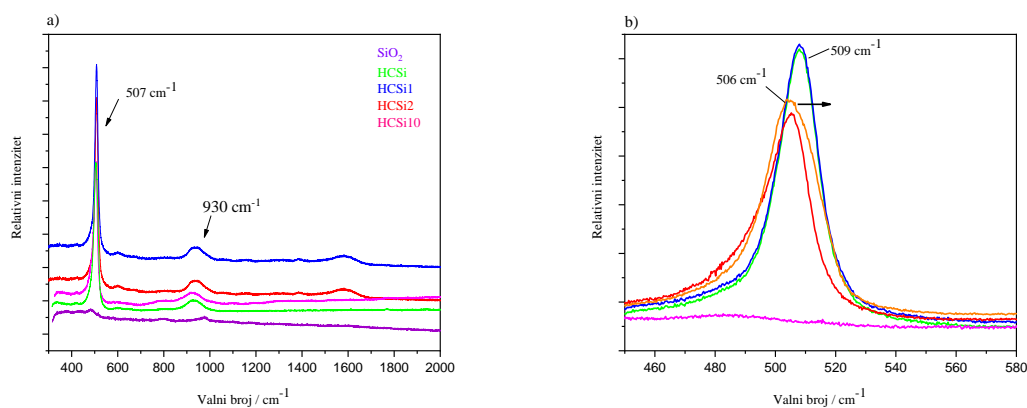 a)
SiO₂
HCSi
HCSi1
HCSi2
HCSi10
507 cm⁻¹
930 cm⁻¹
Relativni intenzitet
400 600 800 1000 1200 1400 1600 1800 2000
Valni broj / cm⁻¹
b)
509 cm⁻¹
506 cm⁻¹
Relativni intenzitet
460 480 500 520 540 560 580
Valni broj / cm⁻¹